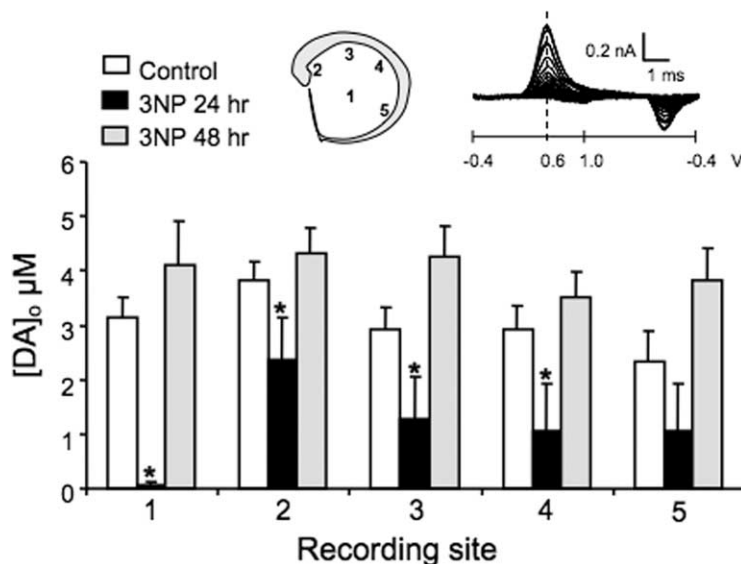 Control
3NP 24 hr
3NP 48 hr
2 3 4 1 5
0.2 nA
1 ms
-0.4 0.6 1.0 -0.4 V
[DA]o µM
6
5
4
3
2
1
0
* * * *
1 2 3 4 5
Recording site